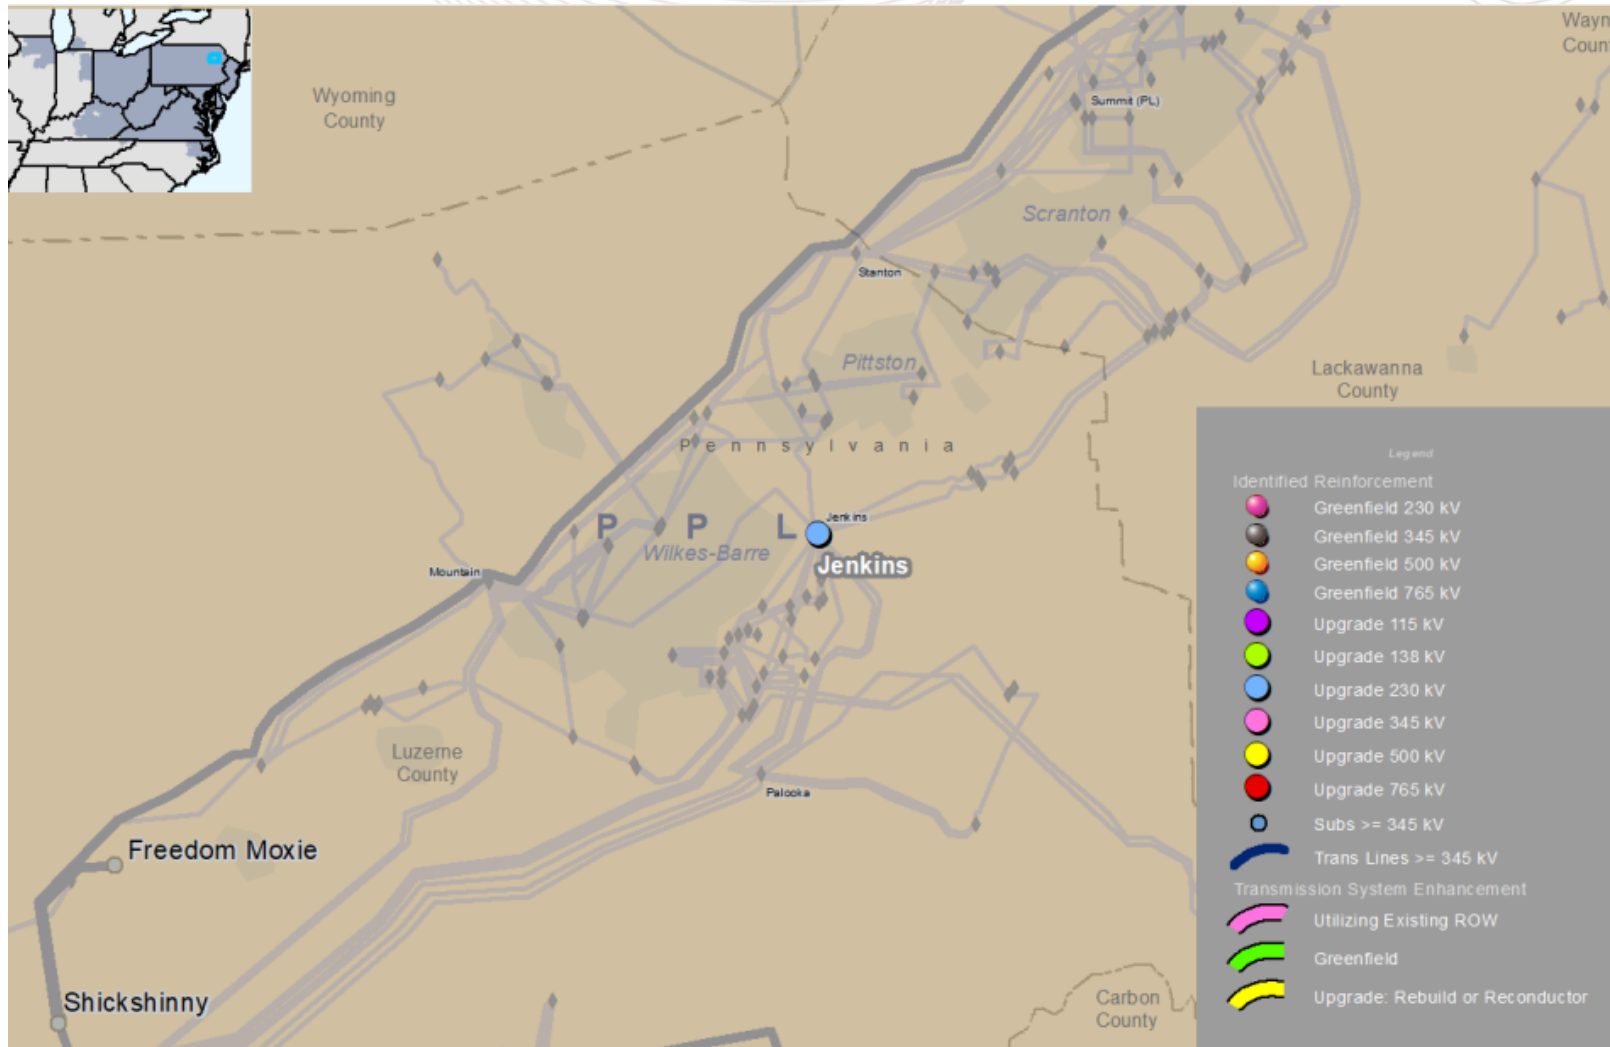 Wyoming
County
Wayn
Coun
Summit (PL)
Scranton
Stanton
Pittston
Lackawanna
County
Pennsylvania
P P L
Jenkins
Wilkes-Barre
Jenkins
Mountain
Luzerne
County
Palooka
Freedom Moxie
Shickshinny
Carbon
County
Legend
Identified Reinforcement
Greenfield 230 kV
Greenfield 345 kV
Greenfield 500 kV
Greenfield 765 kV
Upgrade 115 kV
Upgrade 138 kV
Upgrade 230 kV
Upgrade 345 kV
Upgrade 500 kV
Upgrade 765 kV
Subs >= 345 kV
Trans Lines >= 345 kV
Transmission System Enhancement
Utilizing Existing ROW
Greenfield
Upgrade: Rebuild or Reconductor